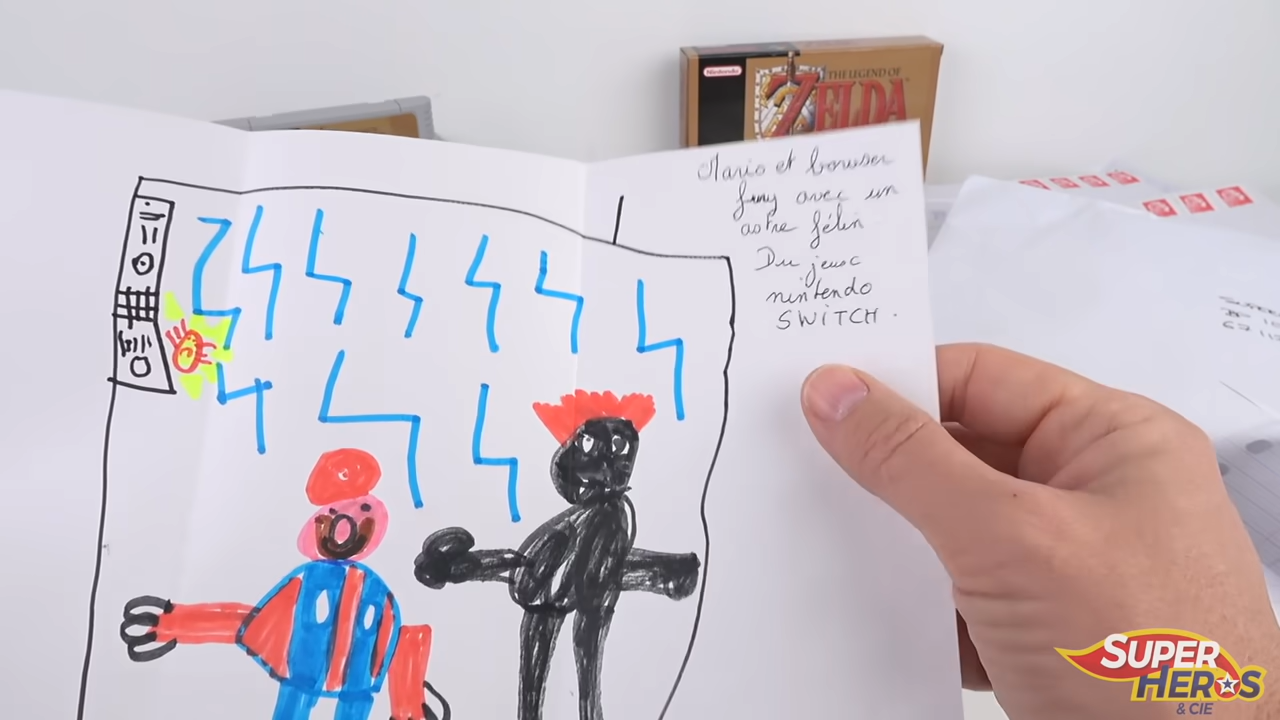 Nintendo
THE LEGEND OF
ZELDA
Mario et bowser
fury avec un
astre félin
Du jeux
nintendo
SWITCH.
SUPER
HEROS
& CIE